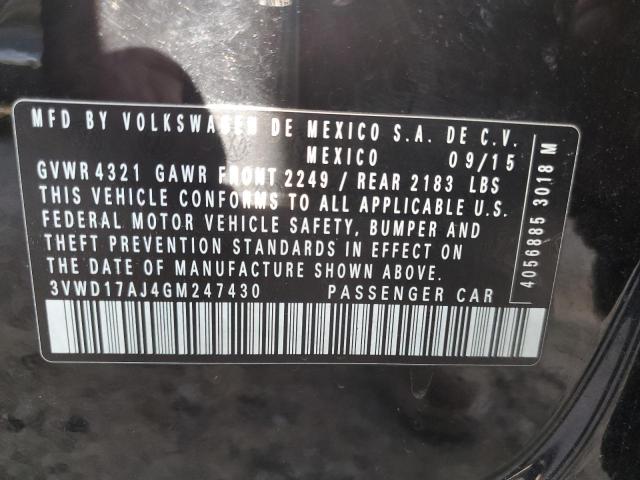 MFD BY VOLKSWAGEN DE MEXICO S.A. DE C.V.
MEXICO 09/15
GVWR 4321 GAWR FRONT 2249 / REAR 2183 LBS
THIS VEHICLE CONFORMS TO ALL APPLICABLE U.S.
FEDERAL MOTOR VEHICLE SAFETY, BUMPER AND
THEFT PREVENTION STANDARDS IN EFFECT ON
THE DATE OF MANUFACTURE SHOWN ABOVE.
3VWD17AJ4GM247430 PASSENGER CAR
4056885 3018 M